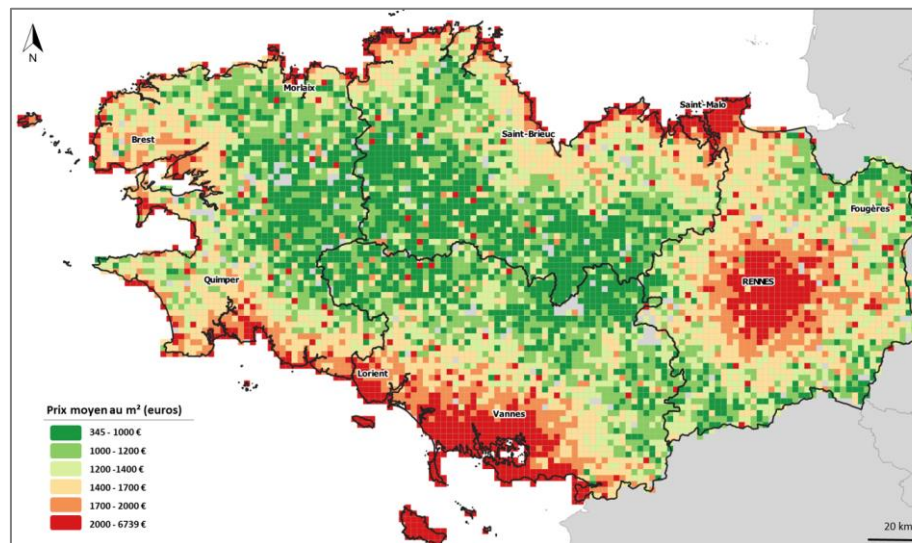 N
Morlaix
Saint-Malo
Brest
Saint-Brieuc
Fougères
Quimper
RENNES
Lorient
Vannes
Prix moyen au m² (euros)
345 - 1000 €
1000 - 1200 €
1200 -1400 €
1400 - 1700 €
1700 - 2000 €
2000 - 6739 €
20 km